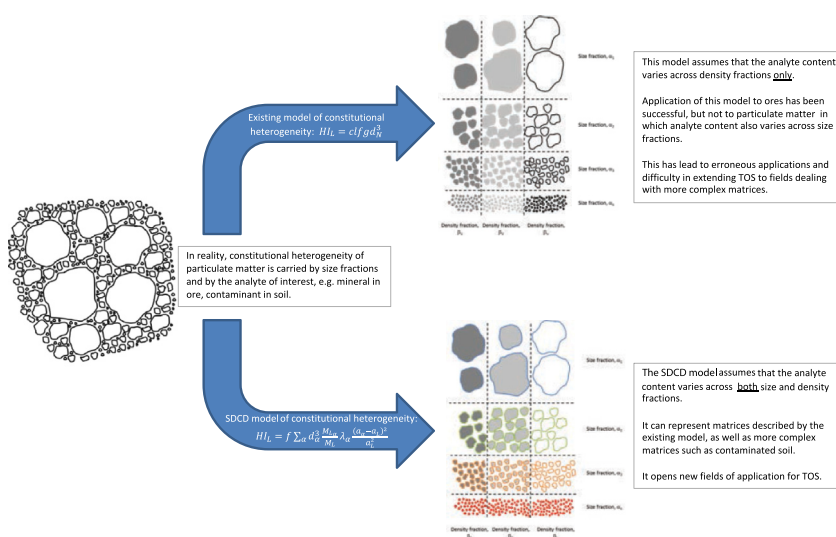 Existing model of constitutional
heterogeneity: HI_L = clfgd_N^3
Size fraction, α₁
Size fraction, α₂
Size fraction, α₃
Size fraction,
Density fraction,
Density fraction,
Density fraction,
This model assumes that the analyte content
varies across density fractions only.
Application of this model to ores has been
successful, but not to particulate matter in
which analyte content also varies across size
fractions.
This has lead to erroneous applications and
difficulty in extending TOS to fields dealing
with more complex matrices.
In reality, constitutional heterogeneity of
particulate matter is carried by size fractions
and by the analyte of interest, e.g. mineral in
ore, contaminant in soil.
SDCD model of constitutional heterogeneity:
HI_L = f ∑_α d_α^3 (M_{L_α}/M_L) λ_α (a_α−a_L)^2/a_L^2
Size fraction,
Size fraction,
Size fraction,
Size fraction,
Density fraction,
Density fraction,
Density fraction,
The SDCD model assumes that the analyte
content varies across both size and density
fractions.
It can represent matrices described by the
existing model, as well as more complex
matrices such as contaminated soil.
It opens new fields of application for TOS.